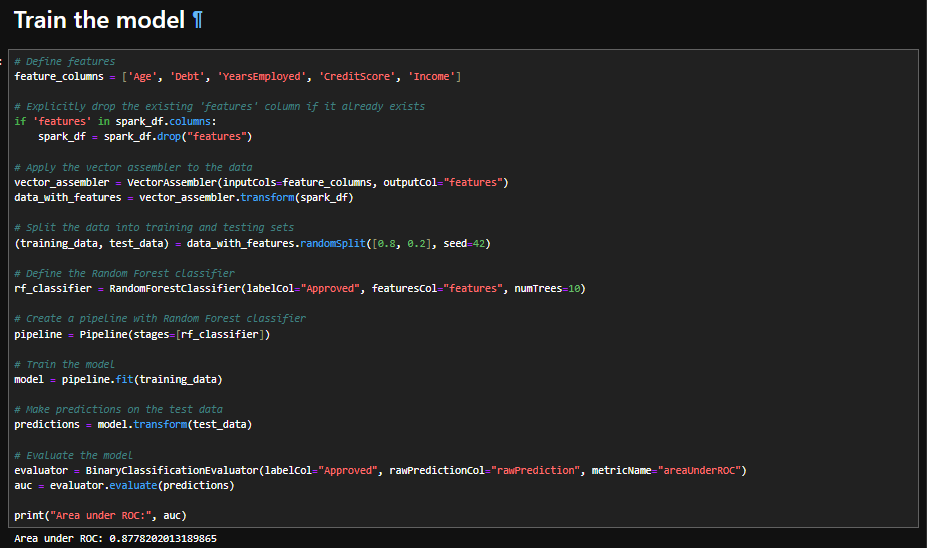 Train the model ¶
:
# Define features
feature_columns = ['Age', 'Debt', 'YearsEmployed', 'CreditScore', 'Income']
# Explicitly drop the existing 'features' column if it already exists
if 'features' in spark_df.columns:
    spark_df = spark_df.drop("features")
# Apply the vector assembler to the data
vector_assembler = VectorAssembler(inputCols=feature_columns, outputCol="features")
data_with_features = vector_assembler.transform(spark_df)
# Split the data into training and testing sets
(training_data, test_data) = data_with_features.randomSplit([0.8, 0.2], seed=42)
# Define the Random Forest classifier
rf_classifier = RandomForestClassifier(labelCol="Approved", featuresCol="features", numTrees=10)
# Create a pipeline with Random Forest classifier
pipeline = Pipeline(stages=[rf_classifier])
# Train the model
model = pipeline.fit(training_data)
# Make predictions on the test data
predictions = model.transform(test_data)
# Evaluate the model
evaluator = BinaryClassificationEvaluator(labelCol="Approved", rawPredictionCol="rawPrediction", metricName="areaUnderROC")
auc = evaluator.evaluate(predictions)
print("Area under ROC:", auc)
Area under ROC: 0.8778202013189865